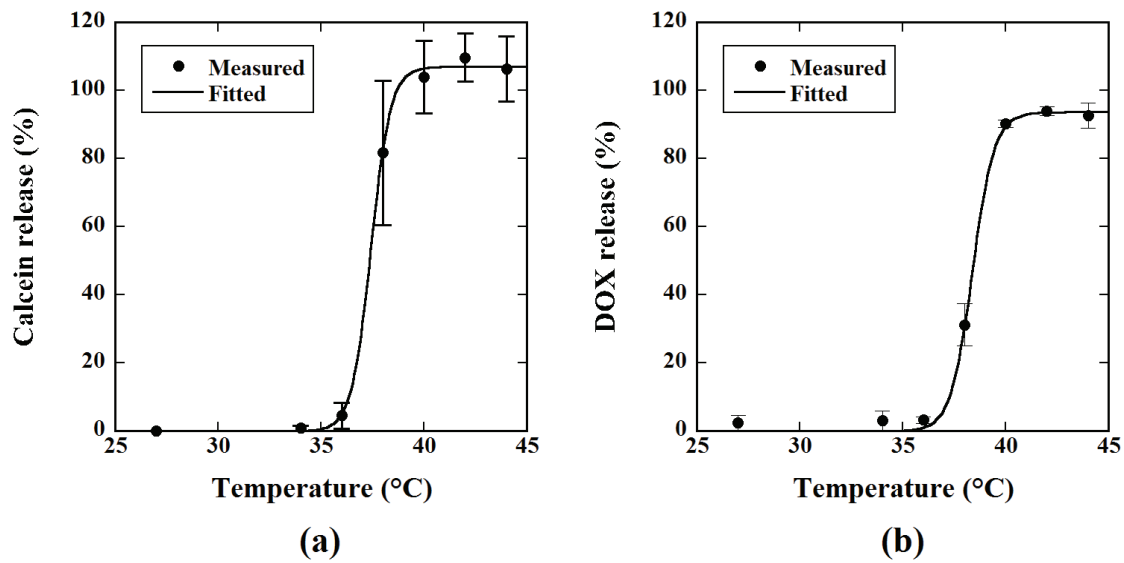 120
100
80
60
40
20
0
Calcein release (%)
Measured
Fitted
25 30 35 40 45
Temperature (°C)
(a)
120
100
80
60
40
20
0
DOX release (%)
Measured
Fitted
25 30 35 40 45
Temperature (°C)
(b)